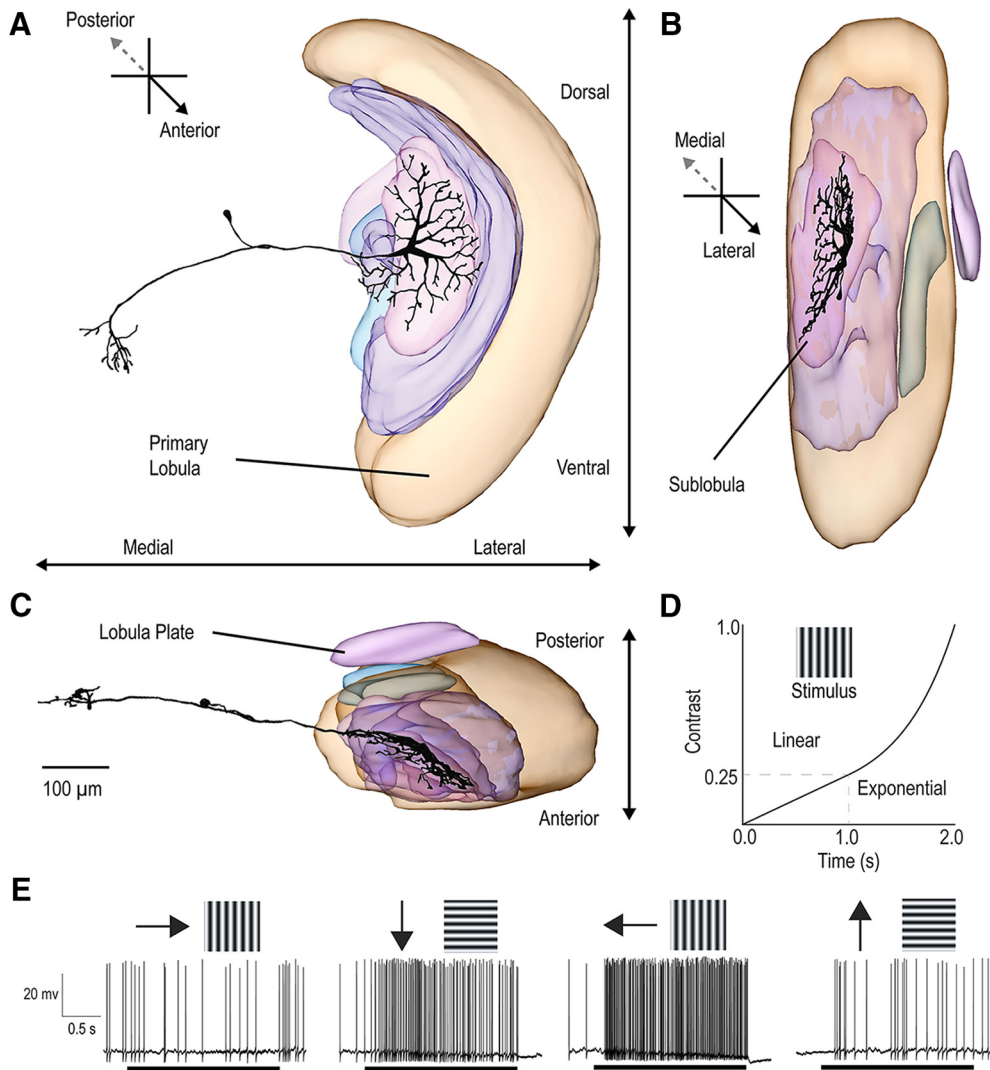 A
Posterior
Anterior
Dorsal
Primary
Lobula
Ventral
Medial
Lateral
B
Medial
Lateral
Sublobula
C
Lobula Plate
Posterior
100 µm
Anterior
D
1.0
Stimulus
Contrast
Linear
0.25
Exponential
0.0
1.0
2.0
Time (s)
E
20 mv
0.5 s